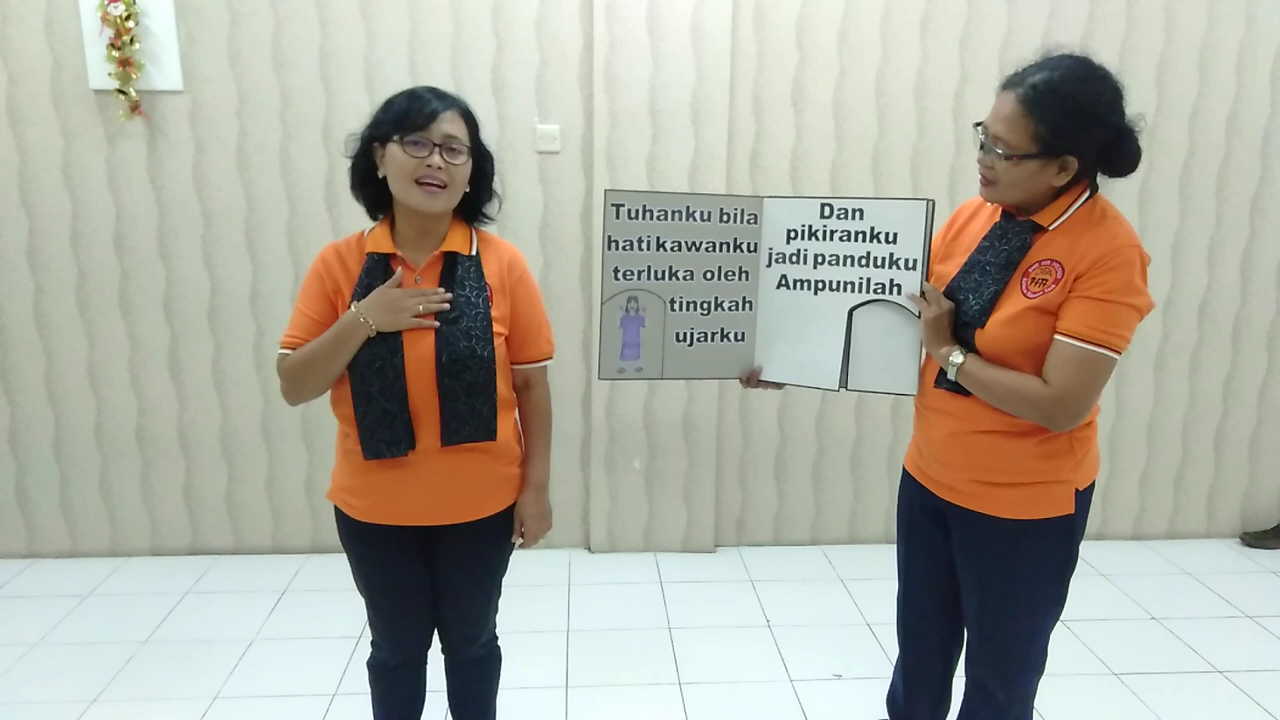 Tuhanku bila
hati kawanku
terluka oleh
tingkah
ujarku
Dan
pikiranku
jadi panduku
Ampunilah